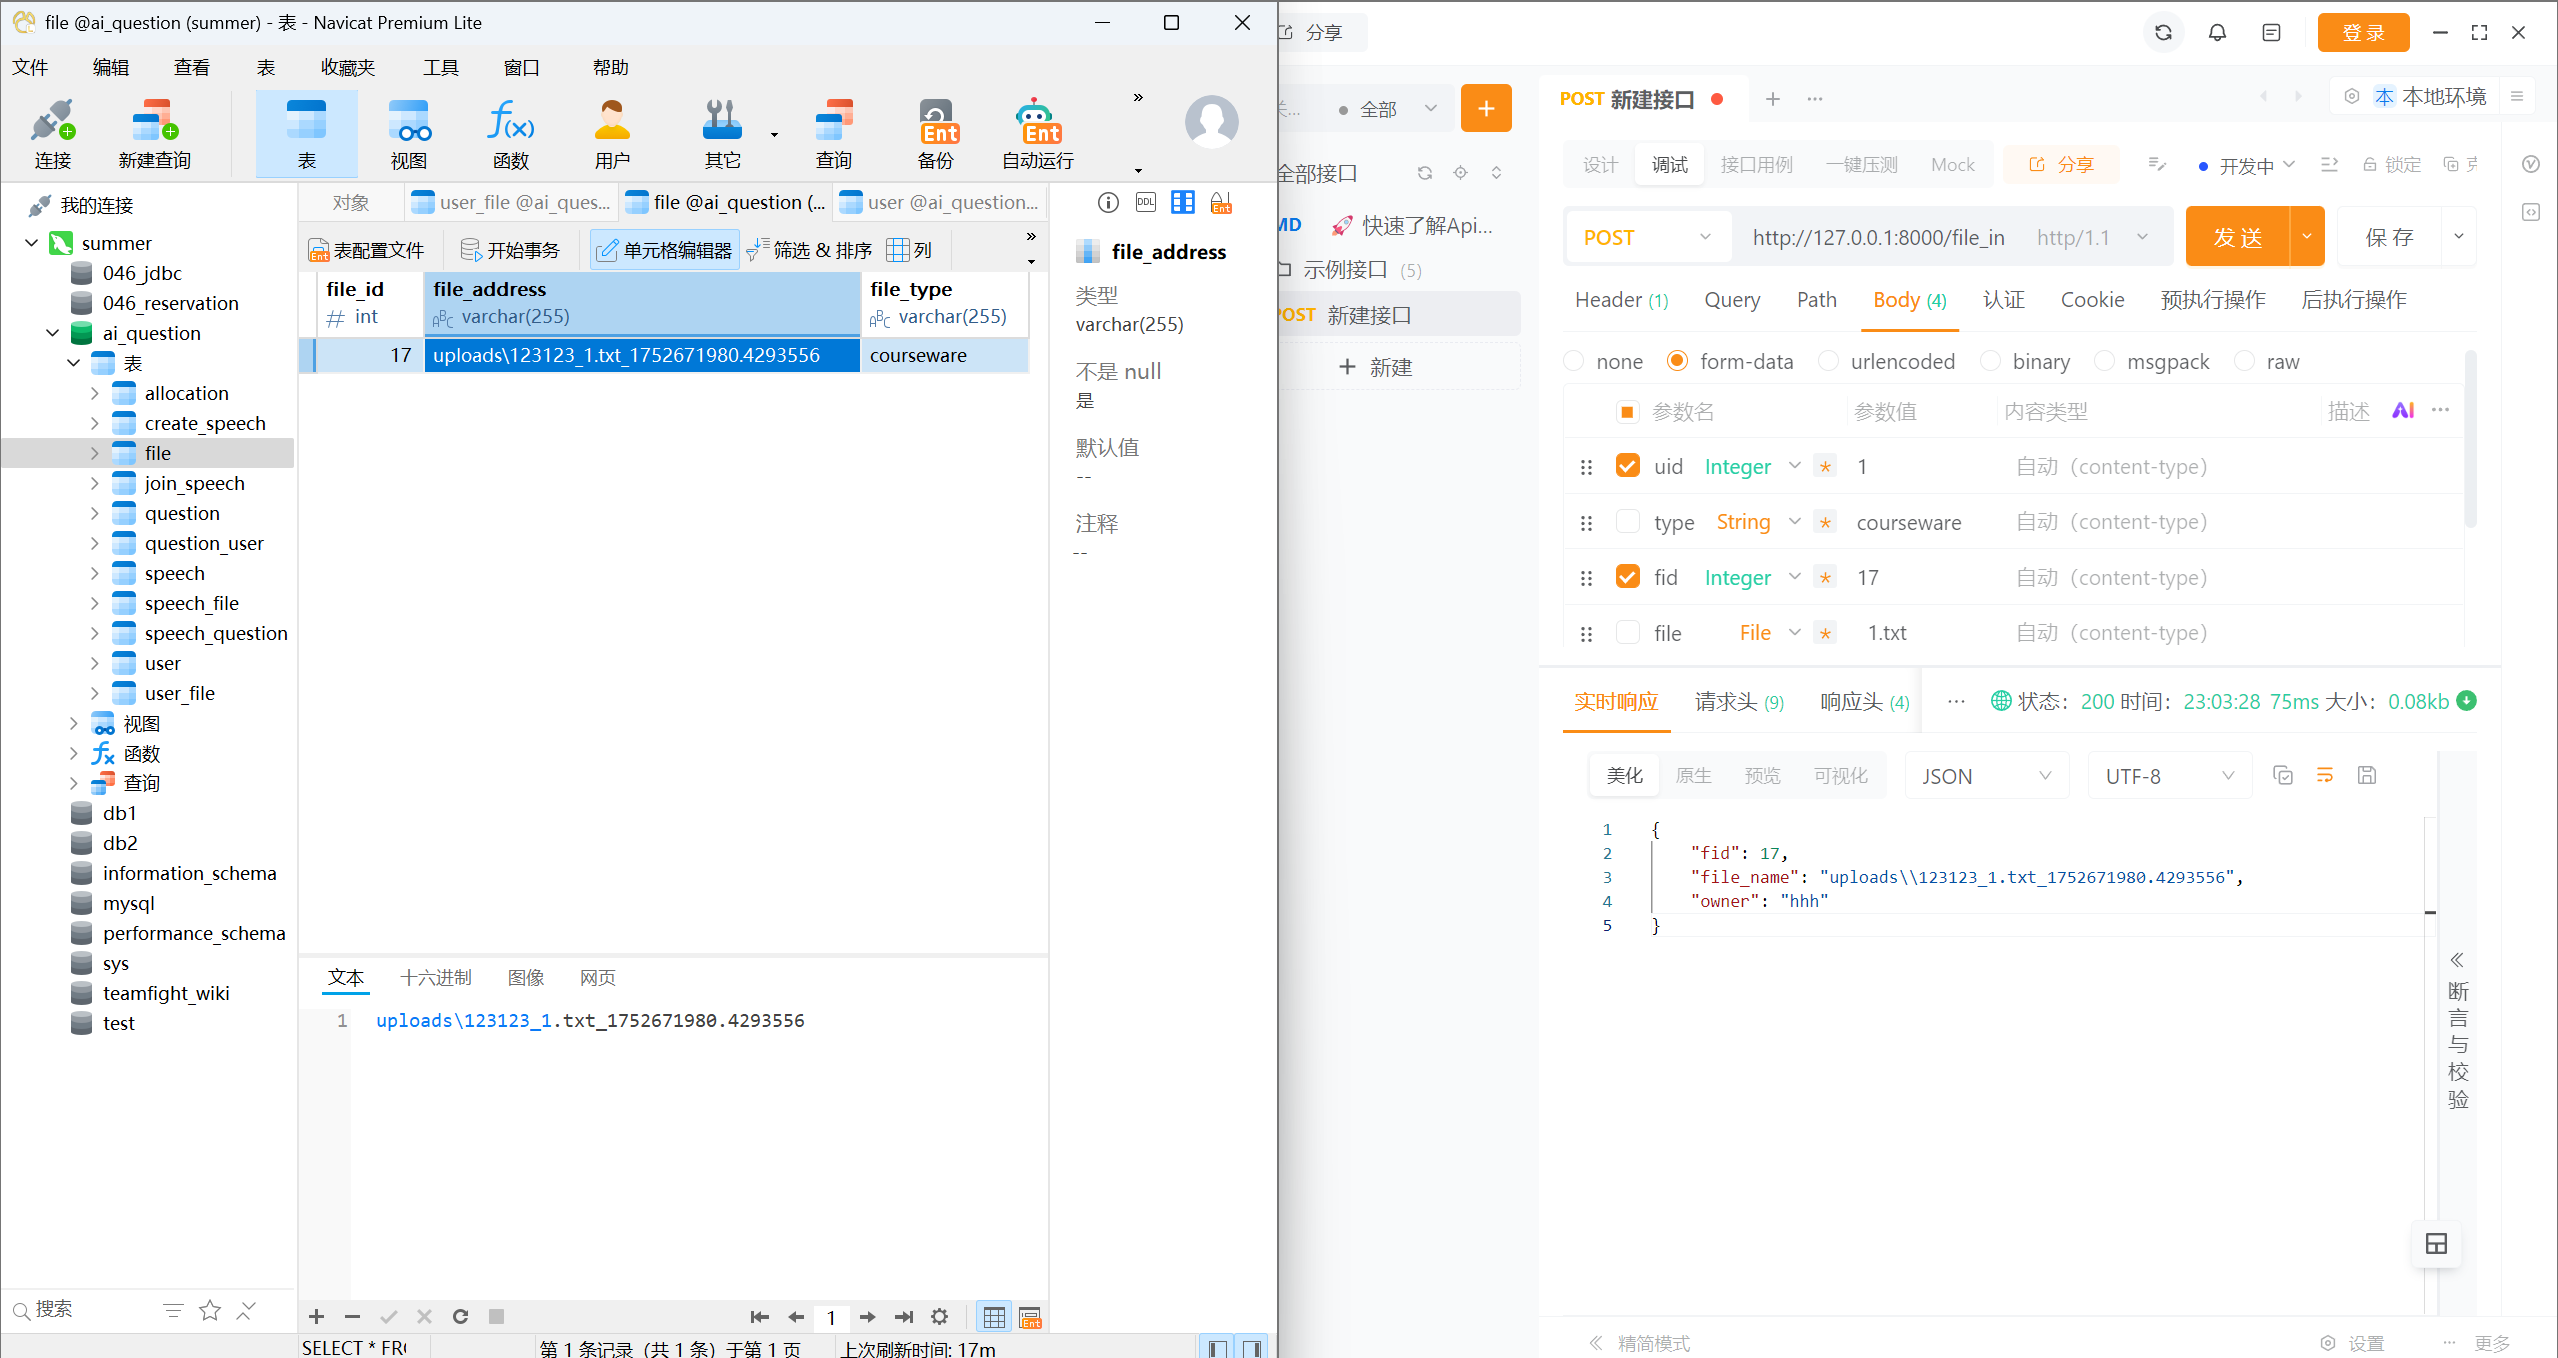 file @ai_question (summer) - 表 - Navicat Premium Lite
文件 编辑 查看 表 收藏夹 工具 窗口 帮助
连接 新建查询 表 视图 函数 用户 其它 查询 备份 自动运行
Ent Ent
我的连接
summer
046_jdbc
046_reservation
ai_question
表
allocation
create_speech
file
join_speech
question
question_user
speech
speech_file
speech_question
user
user_file
视图
函数
查询
db1
db2
information_schema
mysql
performance_schema
sys
teamfight_wiki
test
搜索
对象 user_file @ai_ques... file @ai_question (... user @ai_question...
表配置文件 开始事务 单元格编辑器 筛选 & 排序 列
file_id file_address file_type
# int ABC varchar(255) ABC varchar(255)
17 uploads\123123_1.txt_1752671980.4293556 courseware
文本 十六进制 图像 网页
1 uploads\123123_1.txt_1752671980.4293556
1
SELECT * FR
第 1 条记录 (共 1 条) 于第 1 页
上次刷新时间: 17m
DDL Ent
file_address
类型
varchar(255)
不是 null
是
默认值
--
注释
--
分享
登 录
全部
全部接口
快速了解Api...
示例接口 (5)
POST 新建接口
+ 新建
POST 新建接口
本 本地环境
设计 调试 接口用例 一键压测 Mock 分享 开发中 锁定
POST http://127.0.0.1:8000/file_in http/1.1 发 送 保 存
Header (1) Query Path Body (4) 认证 Cookie 预执行操作 后执行操作
none form-data urlencoded binary msgpack raw
参数名 参数值 内容类型 描述 AI
uid Integer * 1 自动 (content-type)
type String * courseware 自动 (content-type)
fid Integer * 17 自动 (content-type)
file File * 1.txt 自动 (content-type)
实时响应 请求头 (9) 响应头 (4) ... 状态: 200 时间: 23:03:28 75ms 大小: 0.08kb
美化 原生 预览 可视化 JSON UTF-8
1 {
2 "fid": 17,
3 "file_name": "uploads\\123123_1.txt_1752671980.4293556",
4 "owner": "hhh"
5 }
断言与校验
精简模式 设置 更多